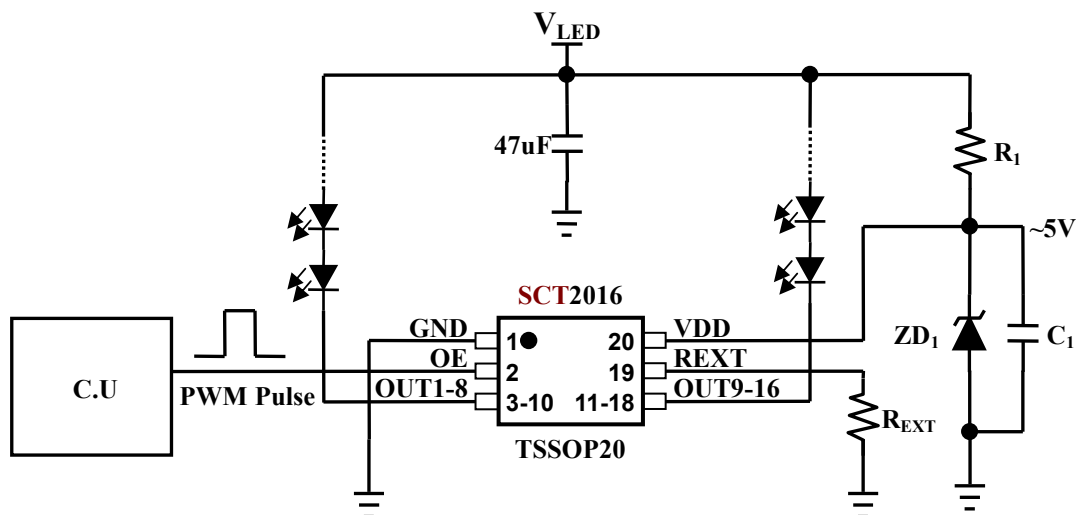 VLED
47uF
R1
~5V
SCT2016
GND
1
20
VDD
ZD1
C1
OE
2
19
REXT
C.U
PWM Pulse
OUT1-8
3-10
11-18
OUT9-16
REXT
TSSOP20